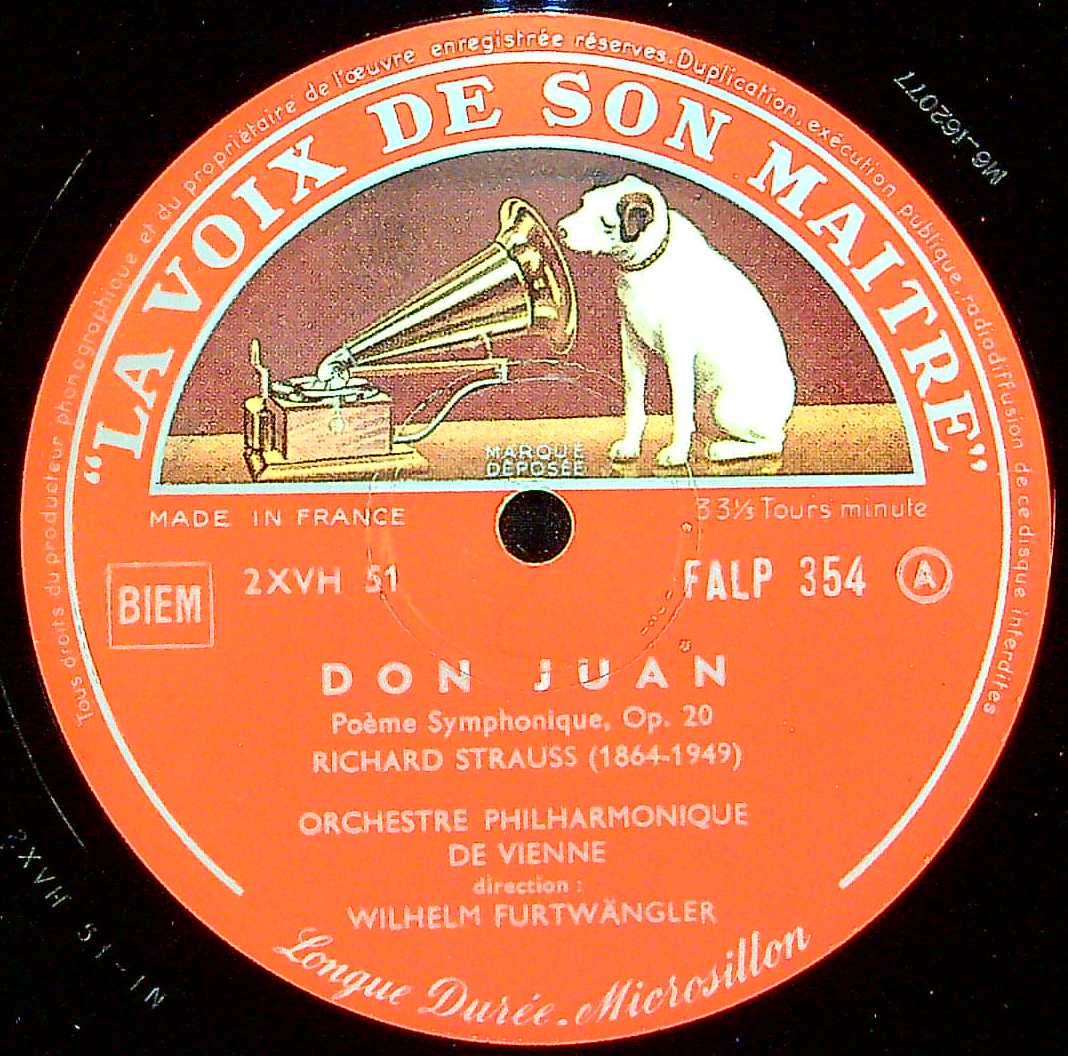 Tous droits du producteur phonographique et du propriétaire de l'œuvre enregistrée réservés. Duplication, exécution publique, radiodiffusion de ce disque interdites
“LA VOIX DE SON MAITRE”
MARQUE
DÉPOSÉE
MADE IN FRANCE
33⅓ Tours minute
BIEM
2XVH 51
FALP 354
A
DON JUAN
Poème Symphonique, Op. 20
RICHARD STRAUSS (1864-1949)
ORCHESTRE PHILHARMONIQUE
DE VIENNE
direction :
WILHELM FURTWÄNGLER
Longue Durée. Microsillon
M6-162077
2XVH 51-1N